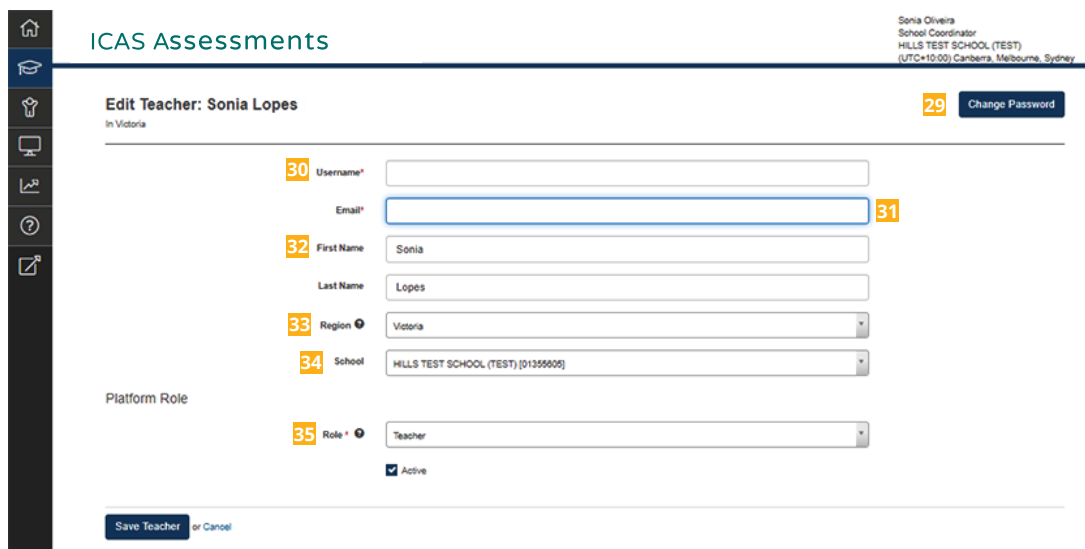 Sonia Oliveira
School Coordinator
HILLS TEST SCHOOL (TEST)
(UTC+10:00) Canberra, Melbourne, Sydney
ICAS Assessments
Edit Teacher: Sonia Lopes
In Victoria
29 Change Password
30 Username*
Email* 31
32 First Name Sonia
Last Name Lopes
33 Region ? Victoria
34 School HILLS TEST SCHOOL (TEST) [01355605]
Platform Role
35 Role * ? Teacher
Active
Save Teacher or Cancel